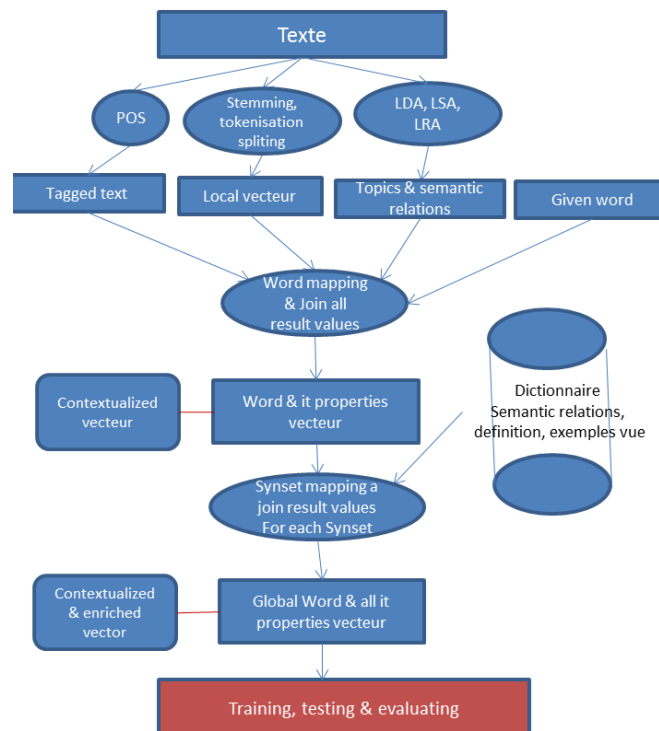 Texte
POS
Stemming,
tokenisation
spliting
LDA, LSA,
LRA
Tagged text
Local vecteur
Topics & semantic
relations
Given word
Word mapping
& Join all
result values
Contextualized
vecteur
Word & it properties
vecteur
Dictionnaire
Semantic relations,
definition, exemples vue
Synset mapping a
join result values
For each Synset
Contextualized
& enriched
vector
Global Word & all it
properties vecteur
Training, testing & evaluating